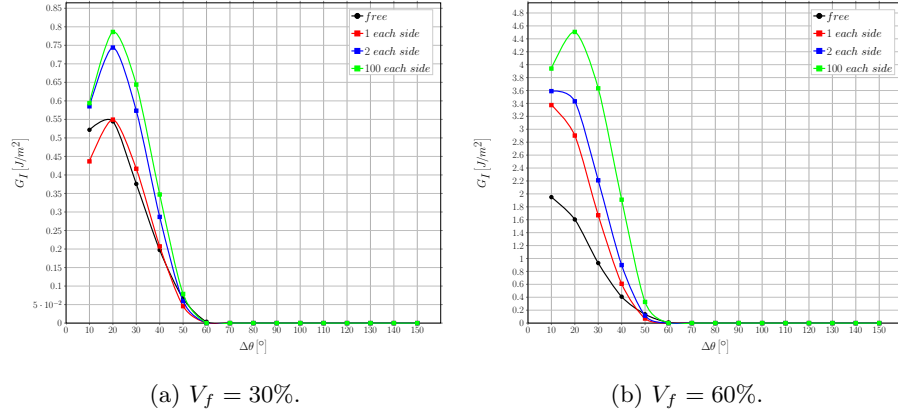 0.85
0.8
0.75
0.7
0.65
0.6
0.55
0.5
0.45
0.4
0.35
0.3
0.25
0.2
0.15
0.1
5 · 10⁻²
0
G_I [J/m²]
0 10 20 30 40 50 60 70 80 90 100 110 120 130 140 150
Δθ [°]
free
1 each side
2 each side
100 each side
(a) V_f = 30%.
4.8
4.6
4.4
4.2
4
3.8
3.6
3.4
3.2
3
2.8
2.6
2.4
2.2
2
1.8
1.6
1.4
1.2
1
0.8
0.6
0.4
0.2
0
G_I [J/m²]
0 10 20 30 40 50 60 70 80 90 100 110 120 130 140 150
Δθ [°]
free
1 each side
2 each side
100 each side
(b) V_f = 60%.